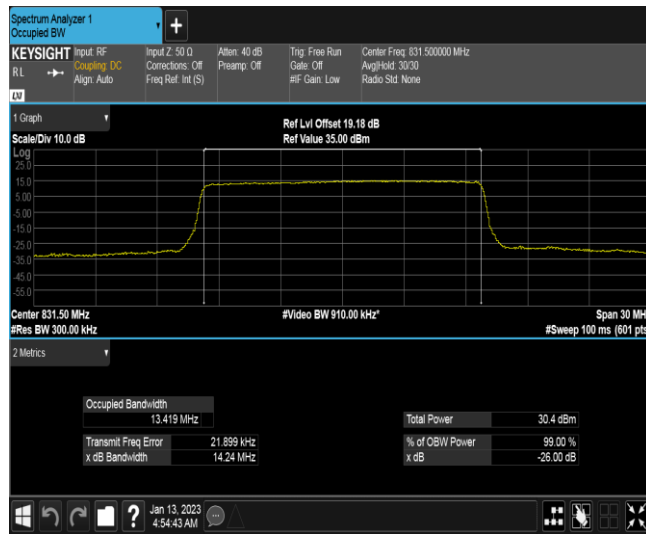 Spectrum Analyzer 1
Occupied BW
+
KEYSIGHT
RL
LXI
Input: RF
Coupling: DC
Align: Auto
Input Z: 50 Ω
Corrections: Off
Freq Ref: Int (S)
Atten: 40 dB
Preamp: Off
Trig: Free Run
Gate: Off
#IF Gain: Low
Center Freq: 831.500000 MHz
Avg|Hold: 30/30
Radio Std: None
1 Graph
Scale/Div 10.0 dB
Ref Lvl Offset 19.18 dB
Ref Value 35.00 dBm
Log
25.0
15.0
5.00
-5.00
-15.0
-25.0
-35.0
-45.0
-55.0
Center 831.50 MHz
#Res BW 300.00 kHz
#Video BW 910.00 kHz*
Span 30 MH
#Sweep 100 ms (601 pts
2 Metrics
Occupied Bandwidth
13.419 MHz
Transmit Freq Error 21.899 kHz
x dB Bandwidth 14.24 MHz
Total Power 30.4 dBm
% of OBW Power 99.00 %
x dB -26.00 dB
?
Jan 13, 2023
4:54:43 AM